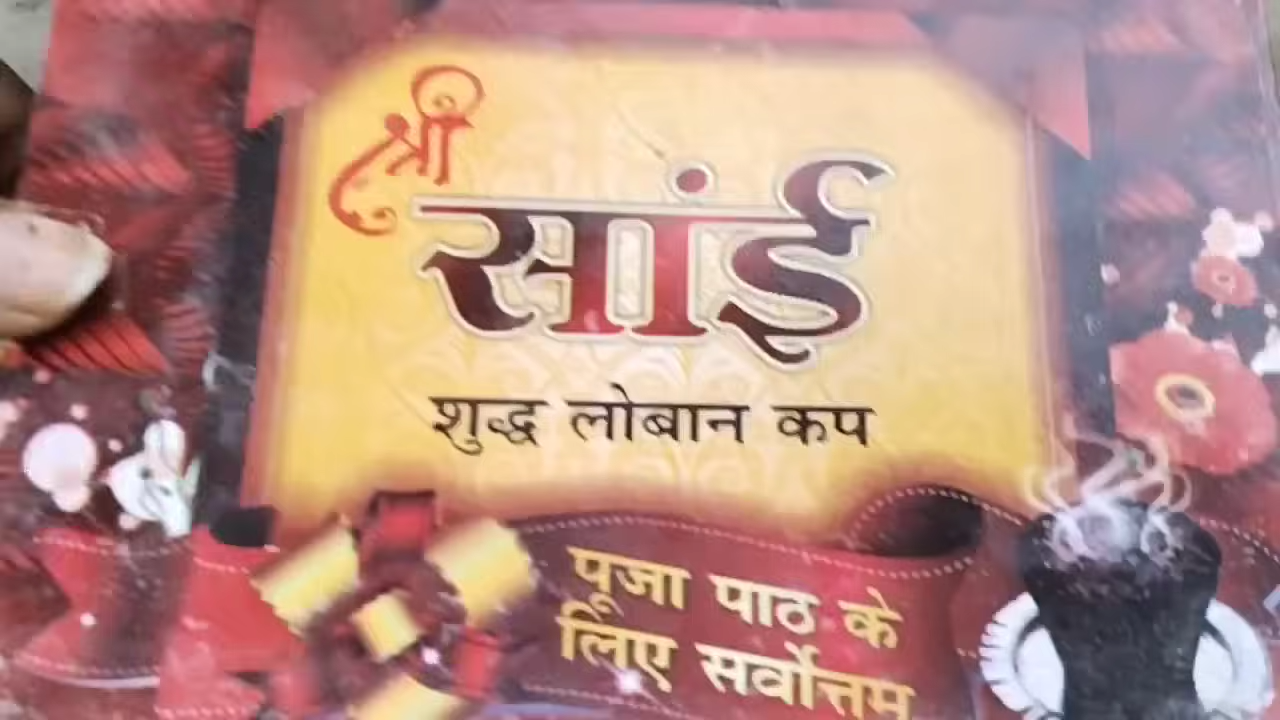 श्री
सांई
शुद्ध लोबान कप
पूजा पाठ के
लिए सर्वोत्तम